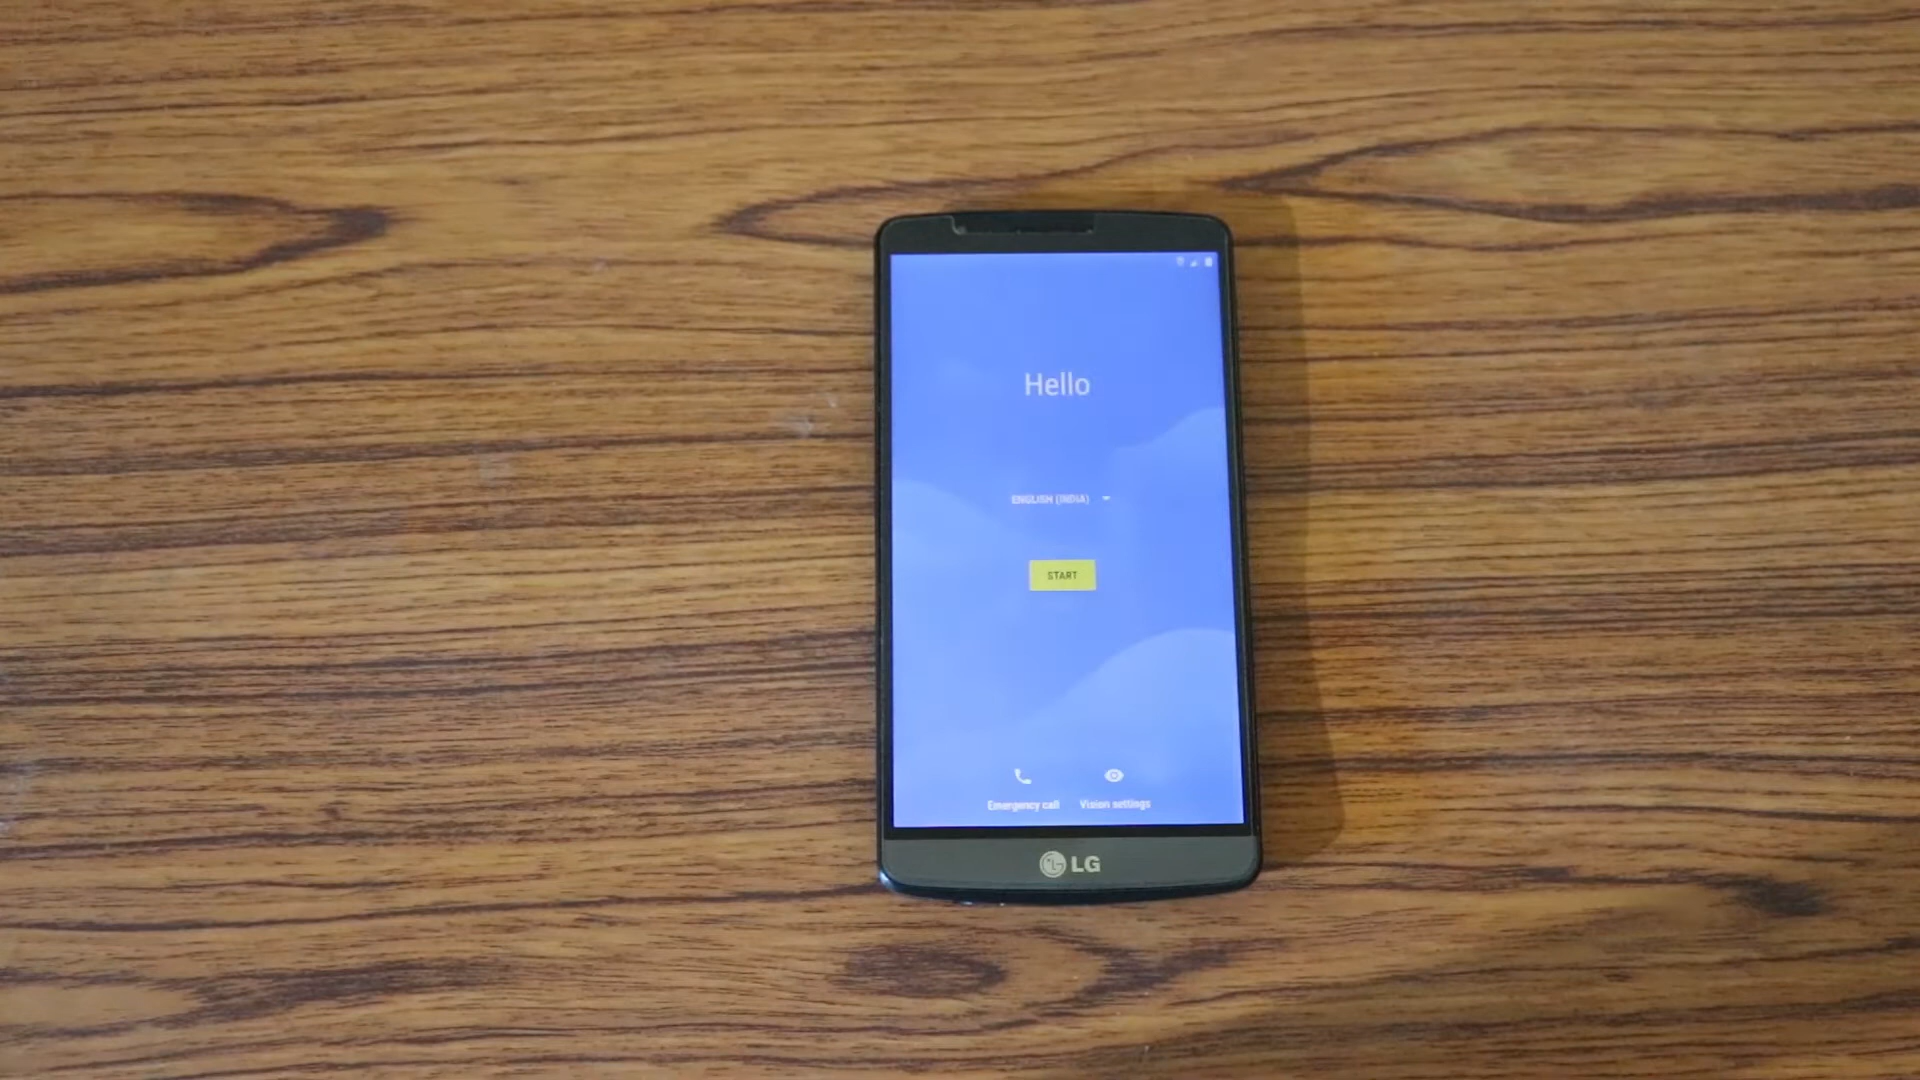 Hello
ENGLISH (INDIA)
START
Emergency call Vision settings
LG